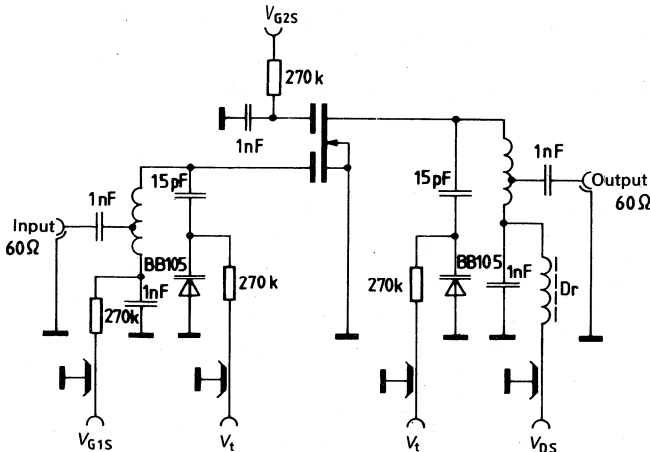 VG2S
270k
1nF
15pF
1nF
Input
60Ω
BB105
270k
1nF
270k
VG1S
Vt
1nF
Output
60Ω
15pF
BB105
270k
1nF
Dr
Vt
VDS